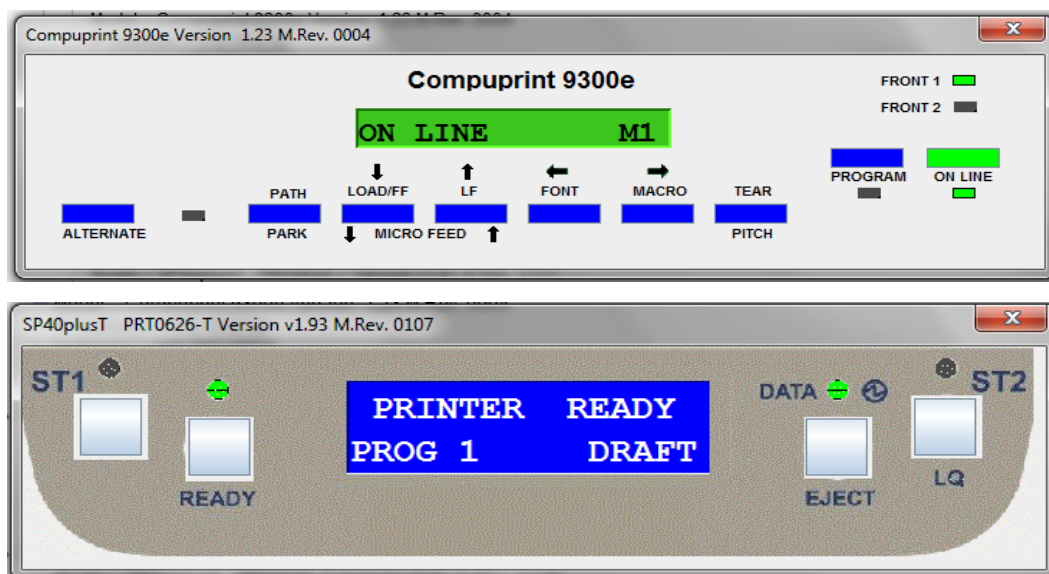 Compuprint 9300e Version 1.23 M.Rev. 0004
X
Compuprint 9300e
FRONT 1
FRONT 2
ON LINE M1
PROGRAM ON LINE
PATH LOAD/FF LF FONT MACRO TEAR
ALTERNATE PARK MICRO FEED PITCH
SP40plusT PRT0626-T Version v1.93 M.Rev. 0107
X
ST1 DATA ST2
PRINTER READY
PROG 1 DRAFT
READY EJECT LQ